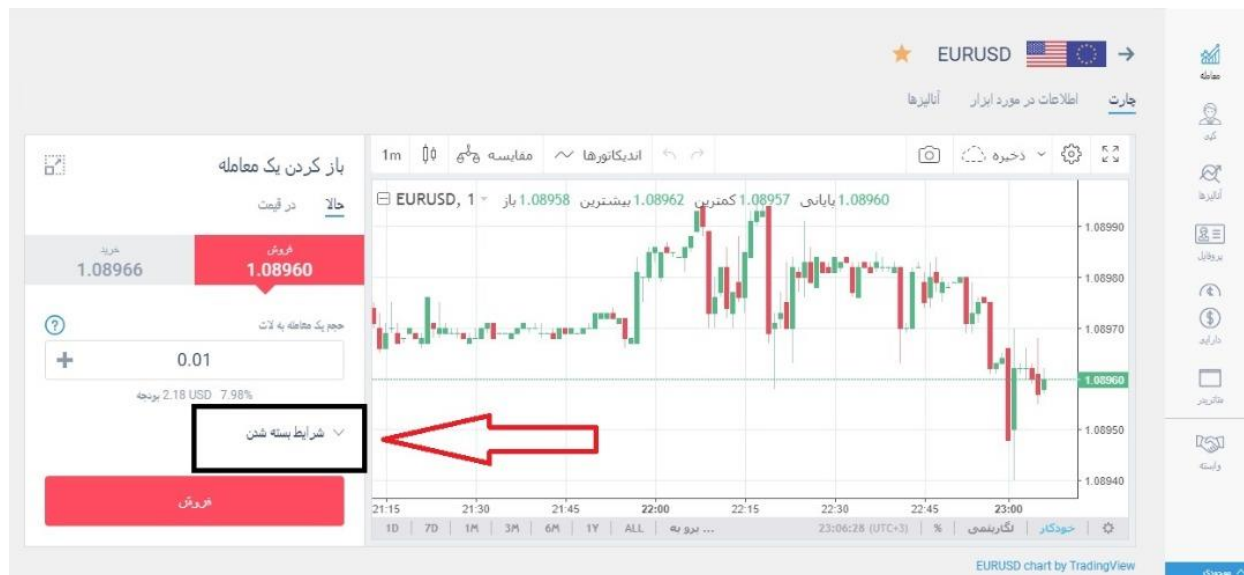 EURUSD
چارت اطلاعات در مورد ابزار آنالیزها
معامله
کپی
آنالیزها
پروفایل
متاتریدر
وابسته
باز کردن یک معامله
حالا در قیمت
فروش
1.08960
خرید
1.08966
حجم یک معامله به لات
0.01
2.18 USD 7.98% بودجه
شرایط بسته شدن
فروش
1m
مقایسه
اندیکاتورها
ذخیره
EURUSD, 1
باز 1.08958 بیشترین 1.08962 کمترین 1.08957 پایانی 1.08960
1.08990
1.08980
1.08970
1.08960
1.08950
1.08940
21:15 21:30 21:45 22:00 22:15 22:30 22:45 23:00
1D 7D 1M 3M 6M 1Y ALL برو به ...
23:06:28 (UTC+3) % لگاریتمی خودکار
EURUSD chart by TradingView